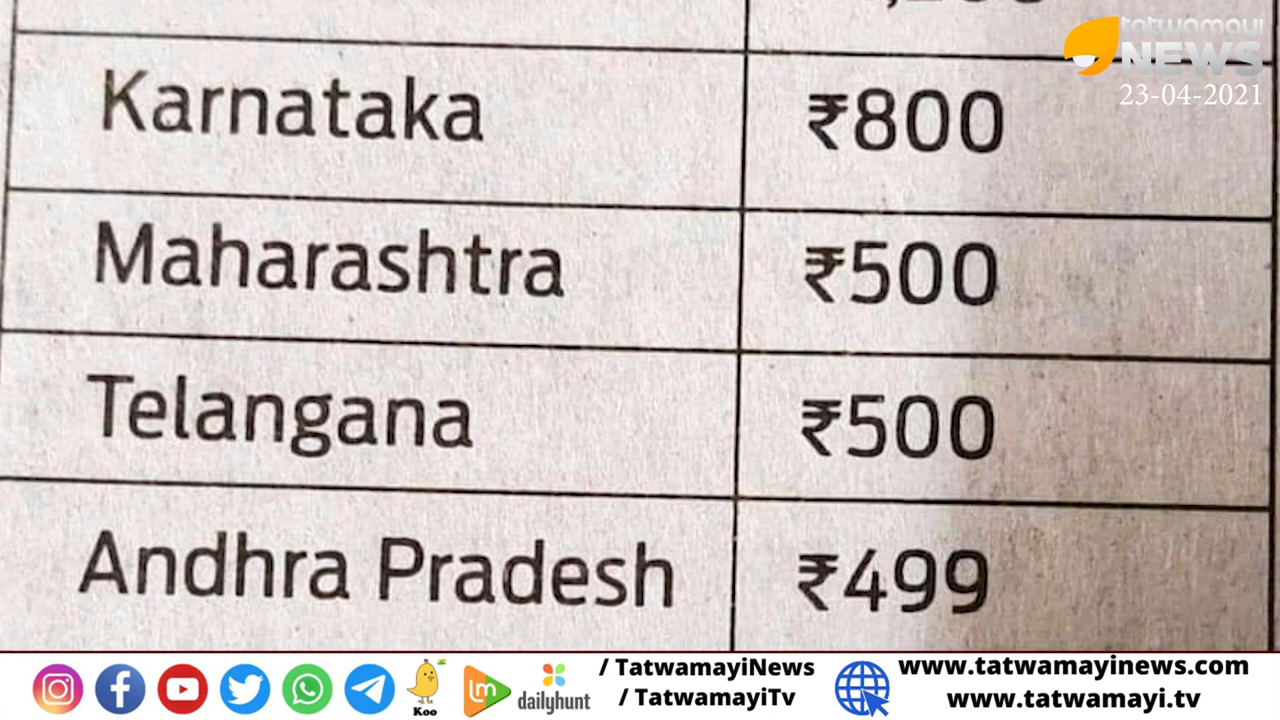 tatwamayi
NEWS
23-04-2021
Karnataka ₹800
Maharashtra ₹500
Telangana ₹500
Andhra Pradesh ₹499
Koo
lm
dailyhunt
/ TatwamayiNews
/ TatwamayiTv
www.tatwamayinews.com
www.tatwamayi.tv